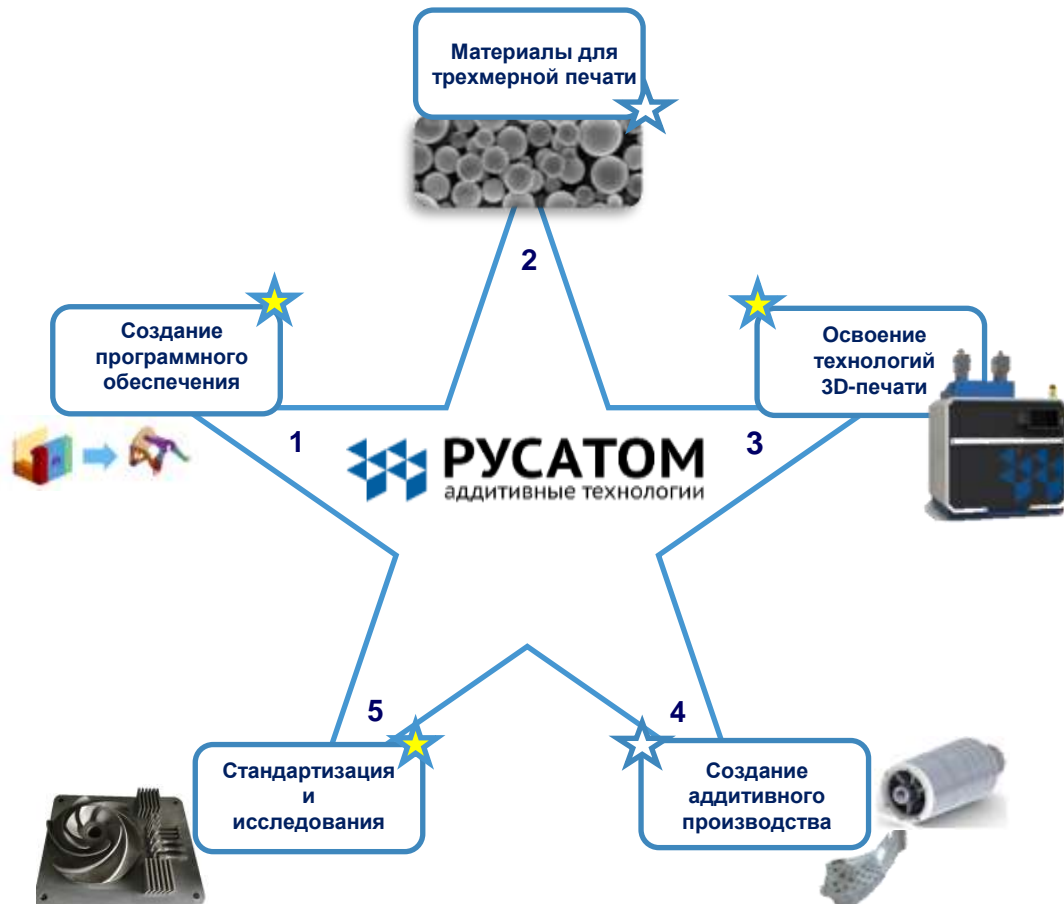 Материалы для
трехмерной печати
2
Создание
программного
обеспечения
1
Освоение
технологий
3D-печати
3
РУСАТОМ
аддитивные технологии
5
Стандартизация
и
исследования
4
Создание
аддитивного
производства